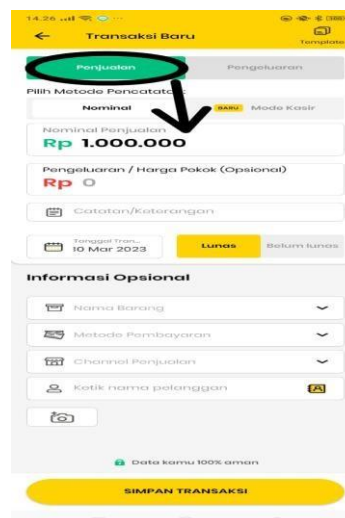 14.26
Transaksi Baru
Template
Penjualan
Pengeluaran
Pilih Metode Pencatatan
Nominal
BARU Mode Kasir
Nominal Penjualan
Rp 1.000.000
Pengeluaran / Harga Pokok (Opsional)
Rp 0
Catatan/Keterangan
Tanggal Tran...
10 Mar 2023
Lunas
Belum lunas
Informasi Opsional
Nama Barang
Metode Pembayaran
Channel Penjualan
Ketik nama pelanggan
Data kamu 100% aman
SIMPAN TRANSAKSI